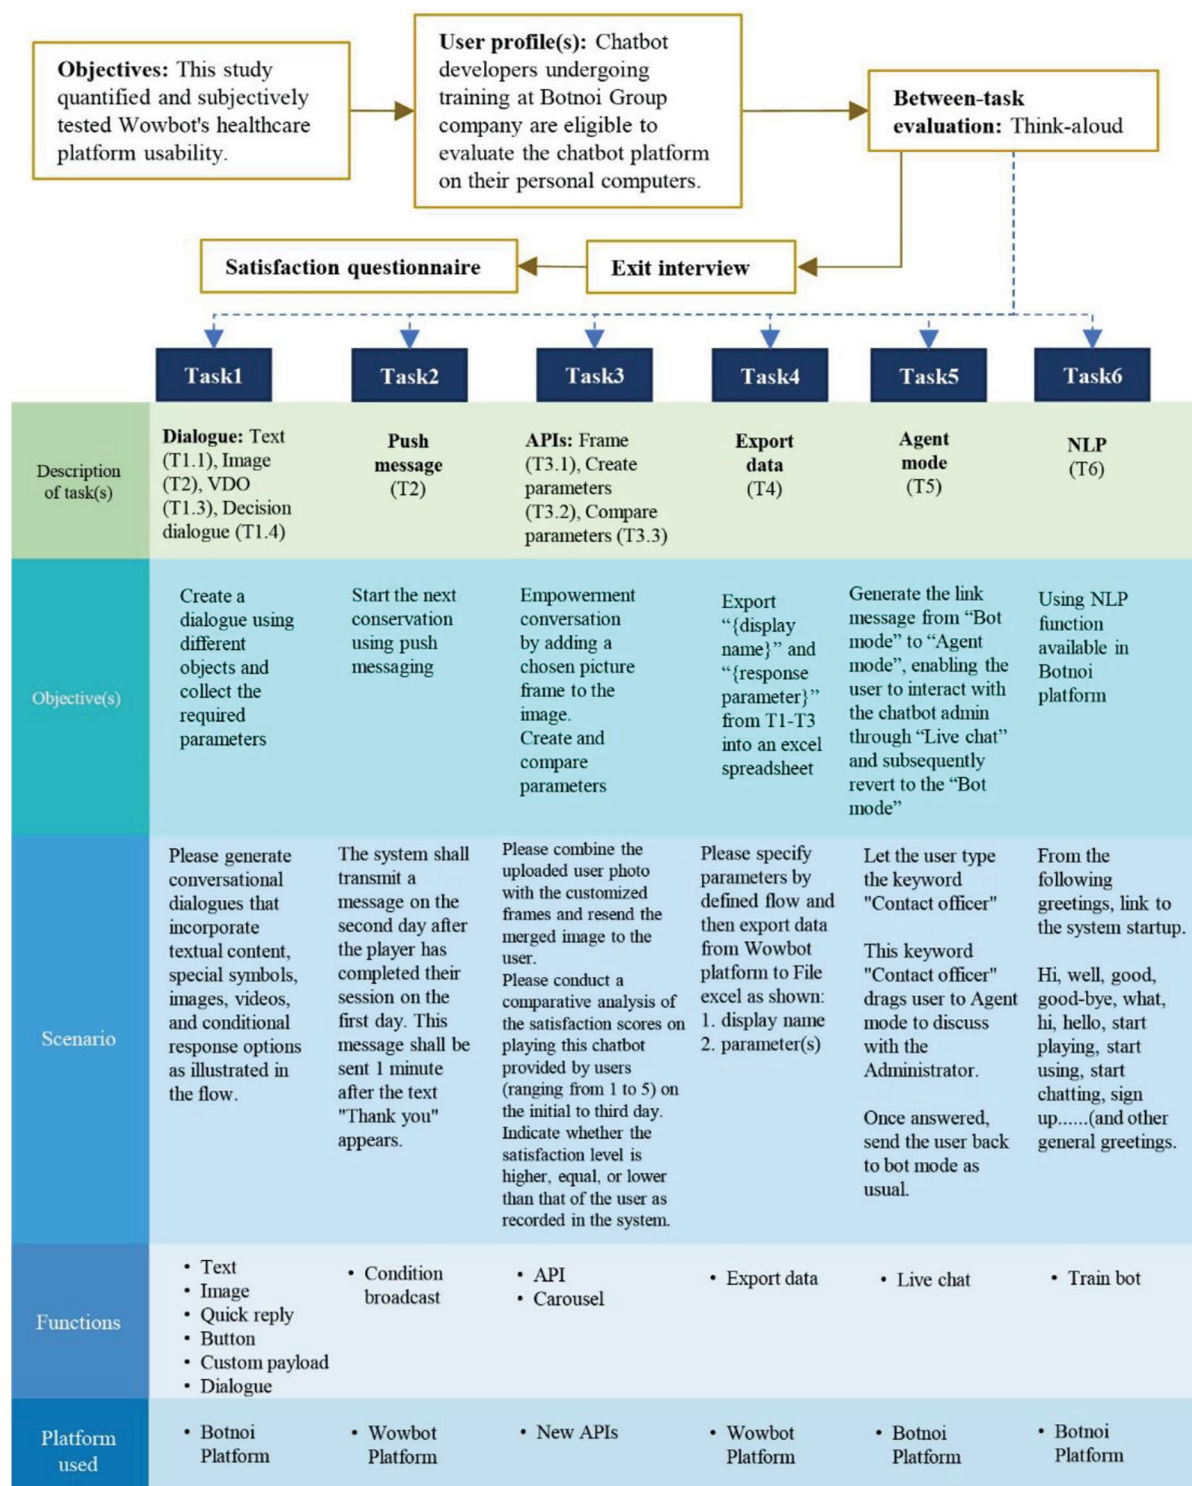 Objectives: This study
quantified and subjectively
tested Wowbot's healthcare
platform usability.
User profile(s): Chatbot
developers undergoing
training at Botnoi Group
company are eligible to
evaluate the chatbot platform
on their personal computers.
Between-task
evaluation: Think-aloud
Satisfaction questionnaire
Exit interview
Task1
Task2
Task3
Task4
Task5
Task6
Description
of task(s)
Dialogue: Text
(T1.1), Image
(T2), VDO
(T1.3), Decision
dialogue (T1.4)
Push
message
(T2)
APIs: Frame
(T3.1), Create
parameters
(T3.2), Compare
parameters (T3.3)
Export
data
(T4)
Agent
mode
(T5)
NLP
(T6)
Objective(s)
Create a
dialogue using
different
objects and
collect the
required
parameters
Start the next
conservation
using push
messaging
Empowerment
conversation
by adding a
chosen picture
frame to the
image.
Create and
compare
parameters
Export
“{display
name}” and
“{response
parameter}”
from T1-T3
into an excel
spreadsheet
Generate the link
message from “Bot
mode” to “Agent
mode”, enabling the
user to interact with
the chatbot admin
through “Live chat”
and subsequently
revert to the “Bot
mode”
Using NLP
function
available in
Botnoi
platform
Scenario
Please generate
conversational
dialogues that
incorporate
textual content,
special symbols,
images, videos,
and conditional
response options
as illustrated in
the flow.
The system shall
transmit a
message on the
second day after
the player has
completed their
session on the
first day. This
message shall be
sent 1 minute
after the text
"Thank you"
appears.
Please combine the
uploaded user photo
with the customized
frames and resend the
merged image to the
user.
Please conduct a
comparative analysis of
the satisfaction scores on
playing this chatbot
provided by users
(ranging from 1 to 5) on
the initial to third day.
Indicate whether the
satisfaction level is
higher, equal, or lower
than that of the user as
recorded in the system.
Please specify
parameters by
defined flow and
then export data
from Wowbot
platform to File
excel as shown:
1. display name
2. parameter(s)
Let the user type
the keyword
"Contact officer"
This keyword
"Contact officer"
drags user to Agent
mode to discuss
with the
Administrator.
Once answered,
send the user back
to bot mode as
usual.
From the
following
greetings, link to
the system startup.
Hi, well, good,
good-bye, what,
hi, hello, start
playing, start
using, start
chatting, sign
up......(and other
general greetings.
Functions
• Text
• Image
• Quick reply
• Button
• Custom payload
• Dialogue
• Condition
broadcast
• API
• Carousel
• Export data
• Live chat
• Train bot
Platform
used
• Botnoi
Platform
• Wowbot
Platform
• New APIs
• Wowbot
Platform
• Botnoi
Platform
• Botnoi
Platform